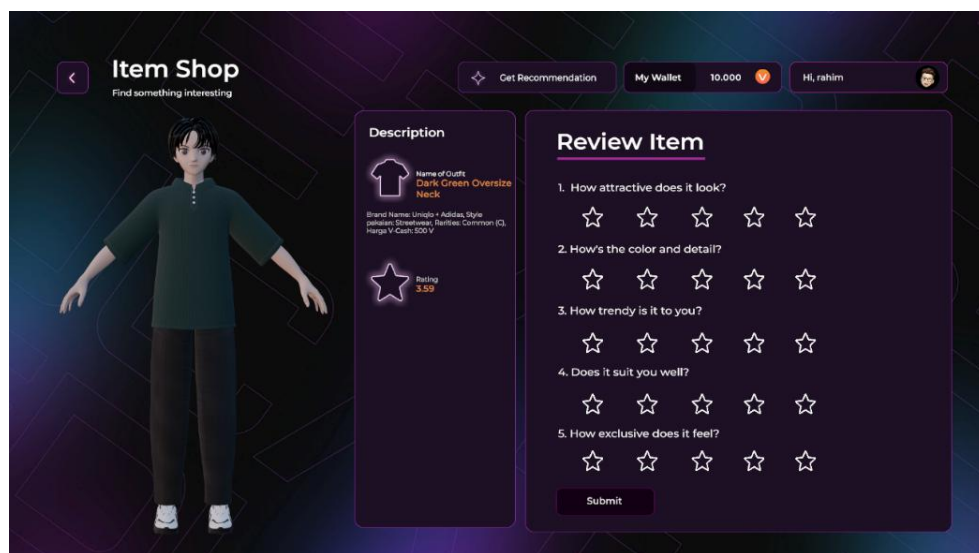 Item Shop
Find something interesting
Get Recommendation
My Wallet 10.000 V
Hi, rahim
Description
Name of Outfit
Dark Green Oversize
Neck
Brand Name: Uniqlo + Adidas, Style
pakaian: Streetwear, Rarities: Common (C),
Harga V-Cash: 500 V
Rating
3.59
Review Item
1. How attractive does it look?
2. How's the color and detail?
3. How trendy is it to you?
4. Does it suit you well?
5. How exclusive does it feel?
Submit